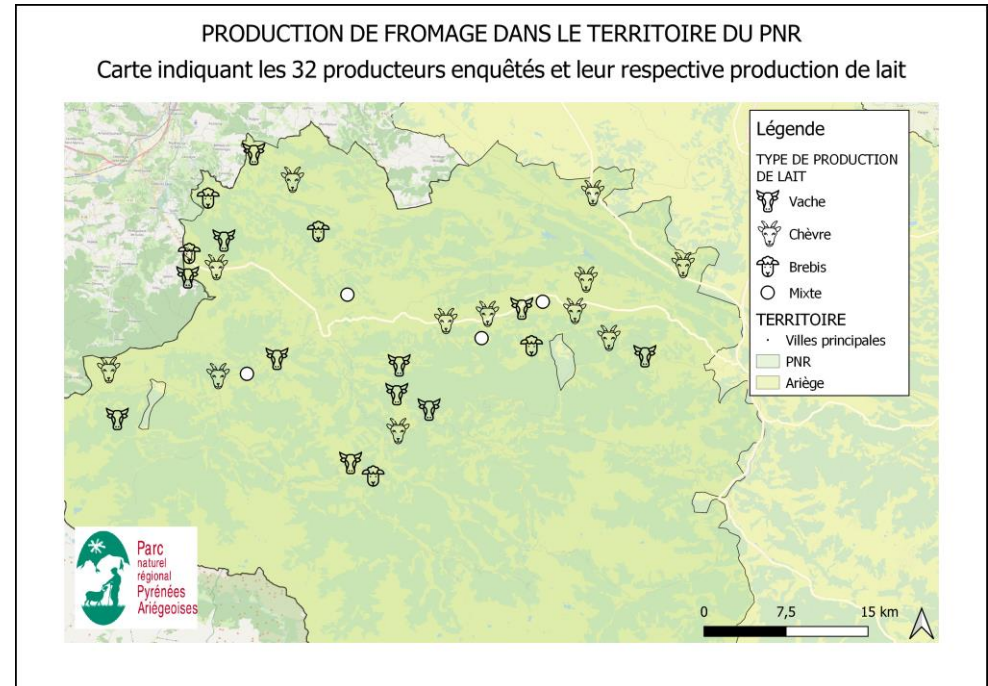 PRODUCTION DE FROMAGE DANS LE TERRITOIRE DU PNR
Carte indiquant les 32 producteurs enquêtés et leur respective production de lait
Légende
TYPE DE PRODUCTION
DE LAIT
Vache
Chèvre
Brebis
Mixte
TERRITOIRE
Villes principales
PNR
Ariège
Parc
naturel
régional
Pyrénées
Ariégeoises
0 7,5 15 km